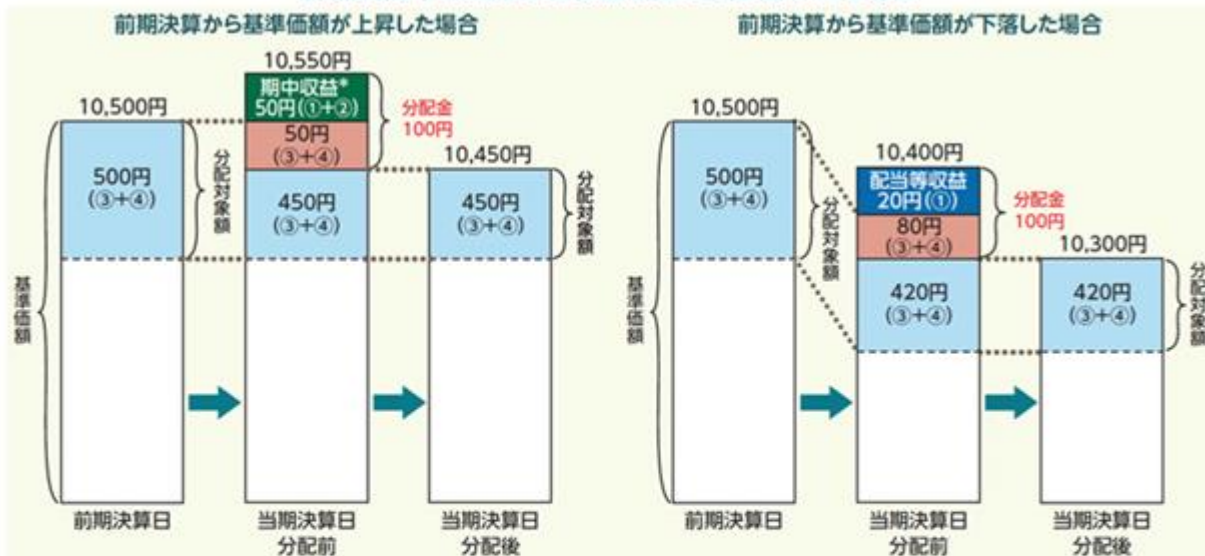 前期決算から基準価額が上昇した場合
10,500円
500円
(③+④)
分配対象額
基準価額
前期決算日
10,550円
期中収益*
50円(①+②)
50円
(③+④)
450円
(③+④)
分配金
100円
当期決算日
分配前
10,450円
450円
(③+④)
分配対象額
当期決算日
分配後
前期決算から基準価額が下落した場合
10,500円
500円
(③+④)
分配対象額
基準価額
前期決算日
10,400円
配当等収益
20円(①)
80円
(③+④)
420円
(③+④)
分配金
100円
当期決算日
分配前
10,300円
420円
(③+④)
分配対象額
当期決算日
分配後